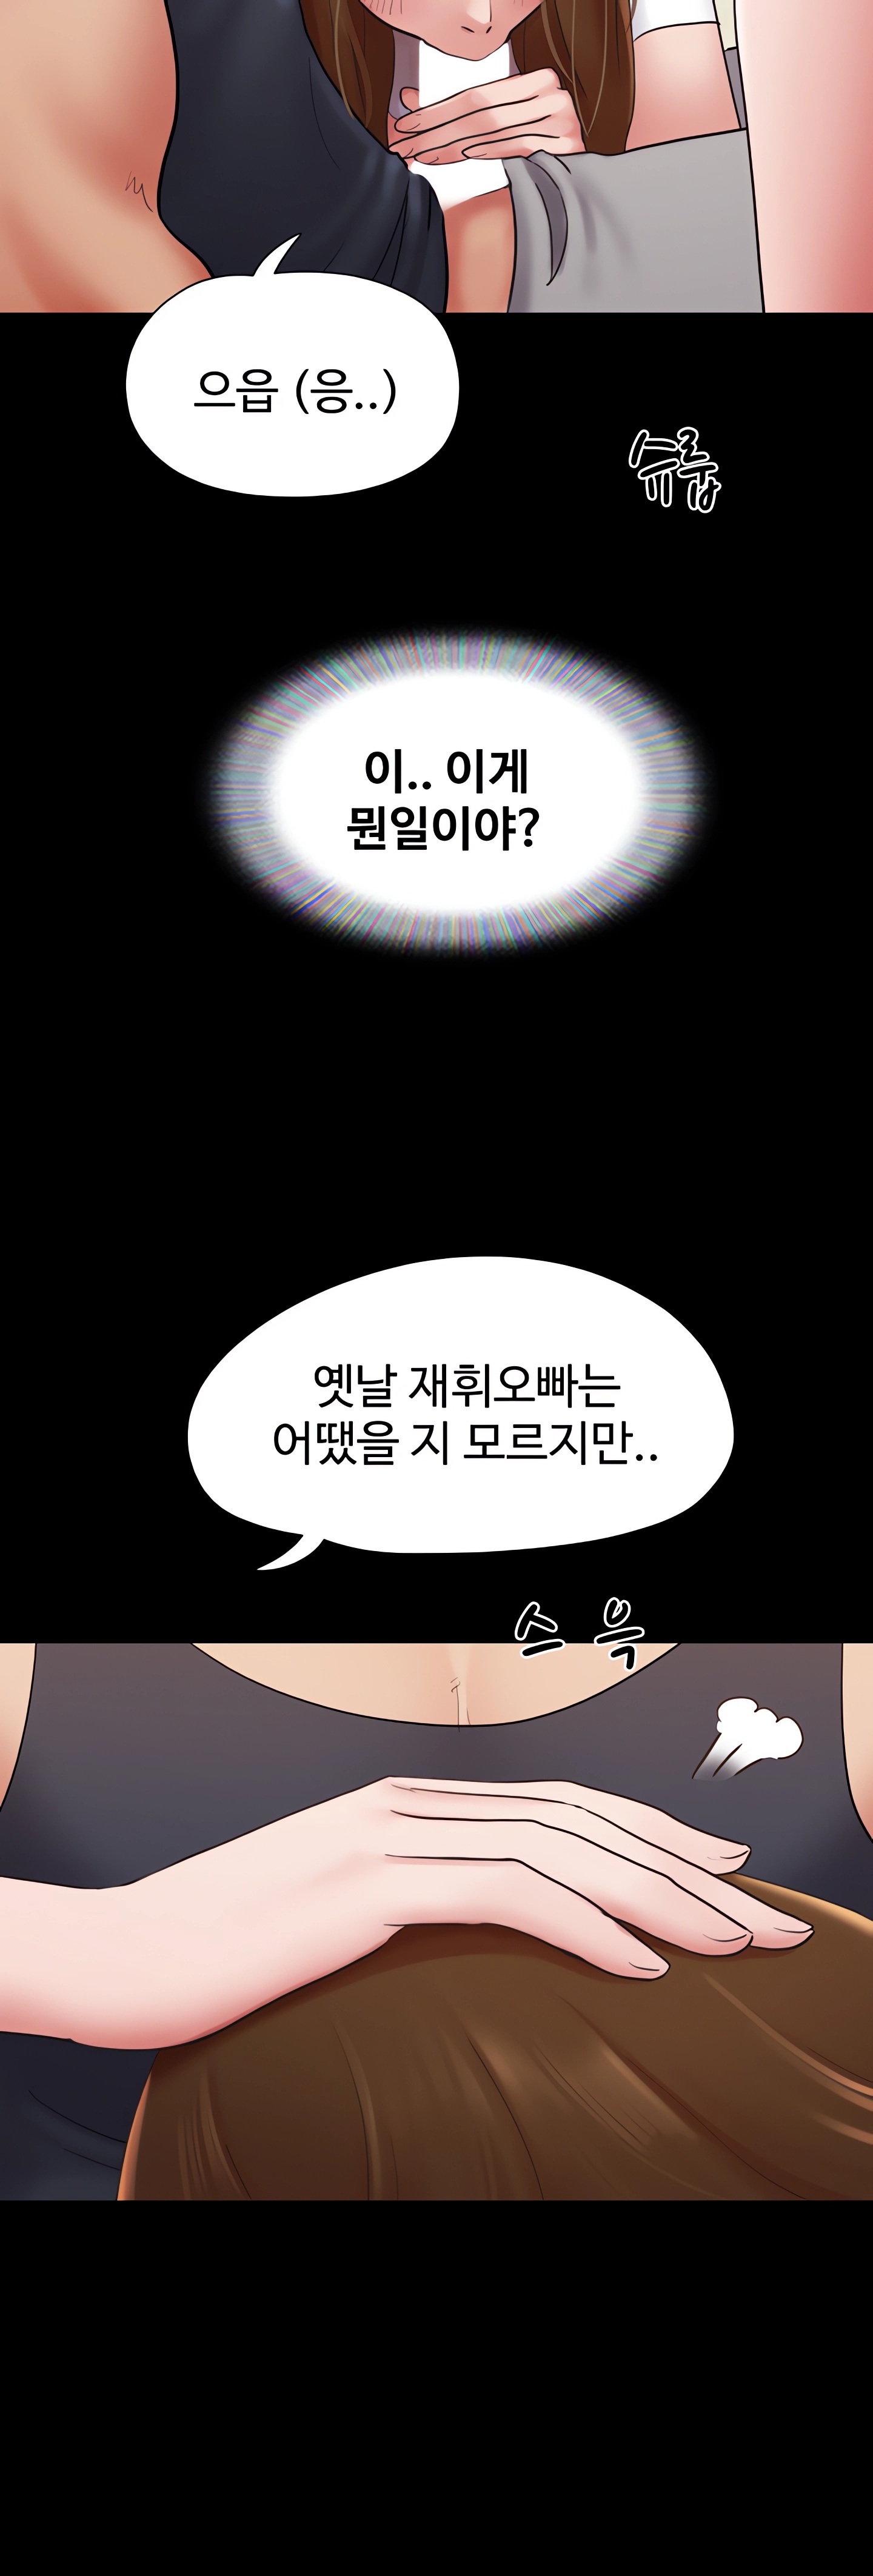 으읍 (응..)
슈릅
이.. 이게
뭔일이야?
옛날 재휘오빠는
어땠을 지 모르지만..
스윽